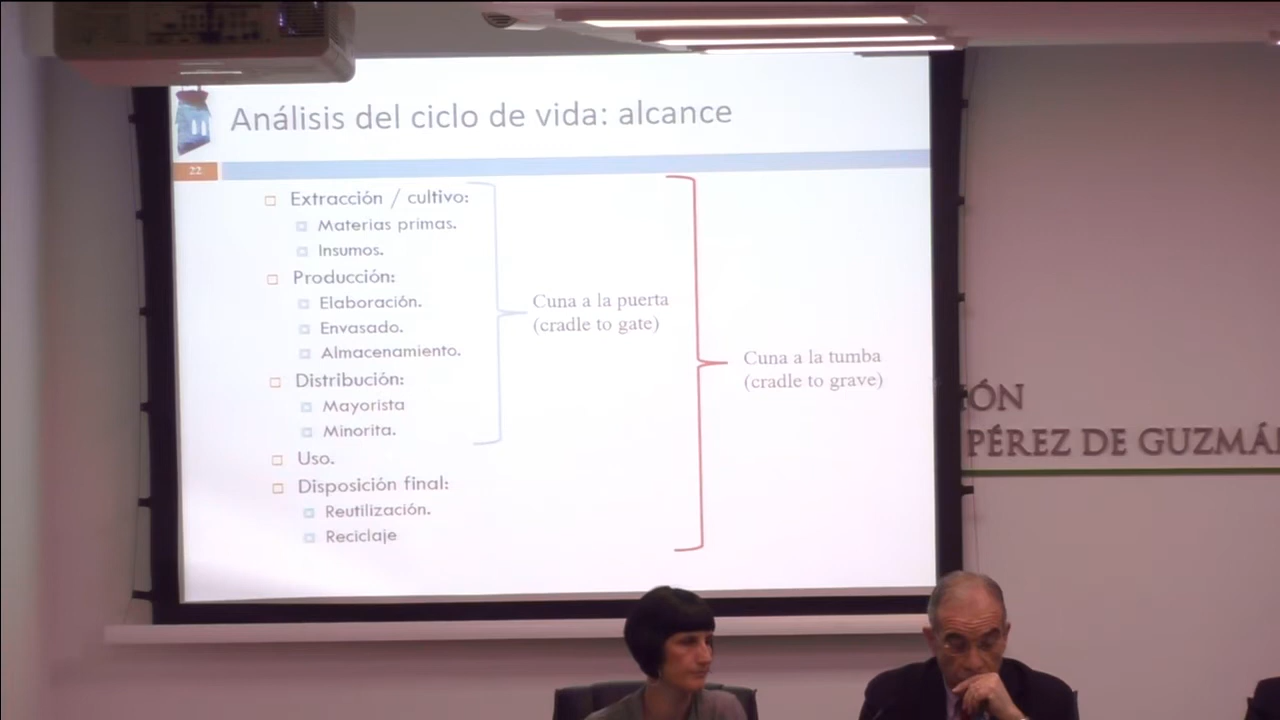 Análisis del ciclo de vida: alcance
22
Extracción / cultivo:
Materias primas.
Insumos.
Producción:
Elaboración.
Envasado.
Almacenamiento.
Distribución:
Mayorista
Minorita.
Uso.
Disposición final:
Reutilización.
Reciclaje
Cuna a la puerta
(cradle to gate)
Cuna a la tumba
(cradle to grave)
IÓN
PÉREZ DE GUZMÁ